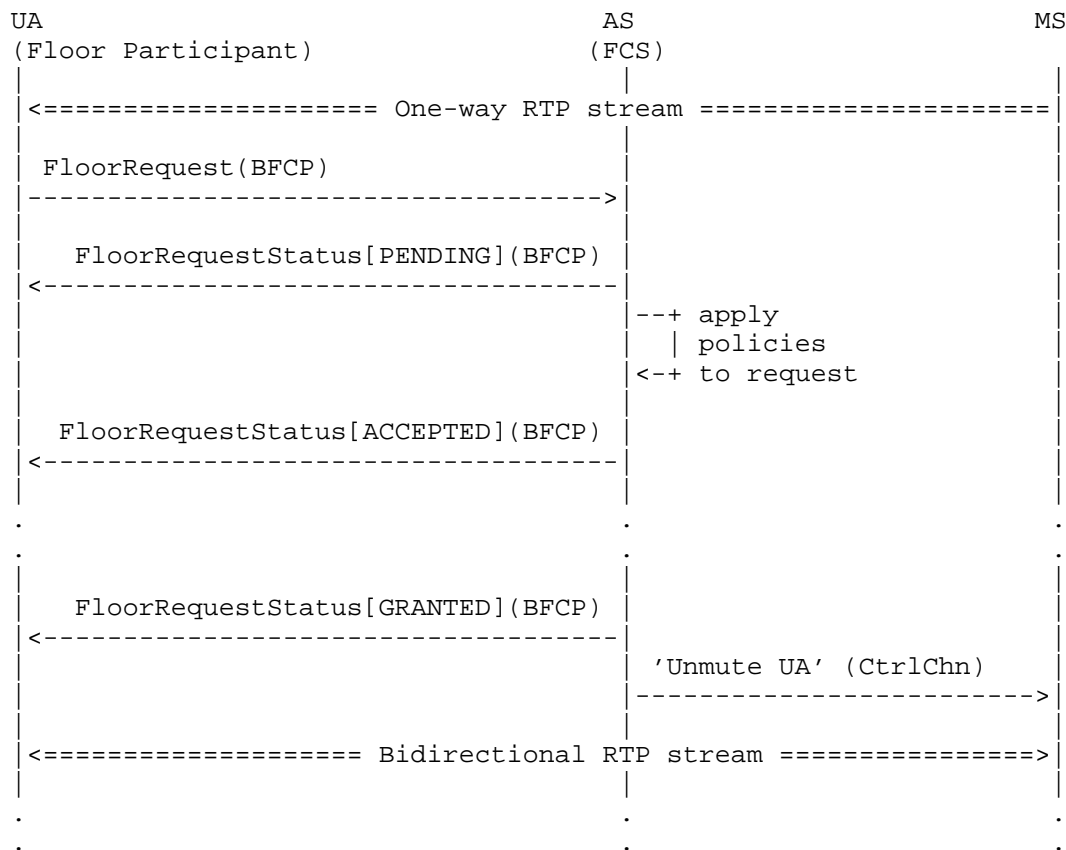 UA AS MS
(Floor Participant) (FCS)
<===================== One-way RTP stream ======================
FloorRequest(BFCP)
------------------------------------>
FloorRequestStatus[PENDING](BFCP)
<------------------------------------
--+ apply
| policies
<-+ to request
FloorRequestStatus[ACCEPTED](BFCP)
<------------------------------------
. . .
. . .
FloorRequestStatus[GRANTED](BFCP)
<------------------------------------
’Unmute UA’ (CtrlChn)
------------------------->
<==================== Bidirectional RTP stream ================>
. . .
. . .